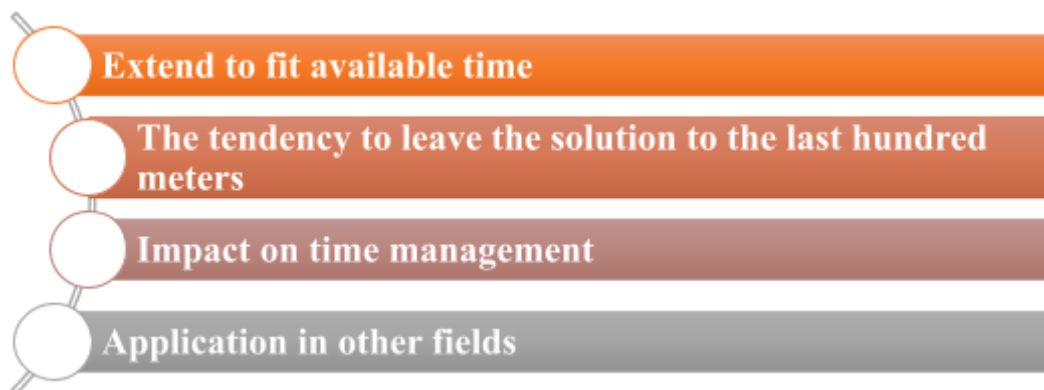 Extend to fit available time
The tendency to leave the solution to the last hundred
meters
Impact on time management
Application in other fields